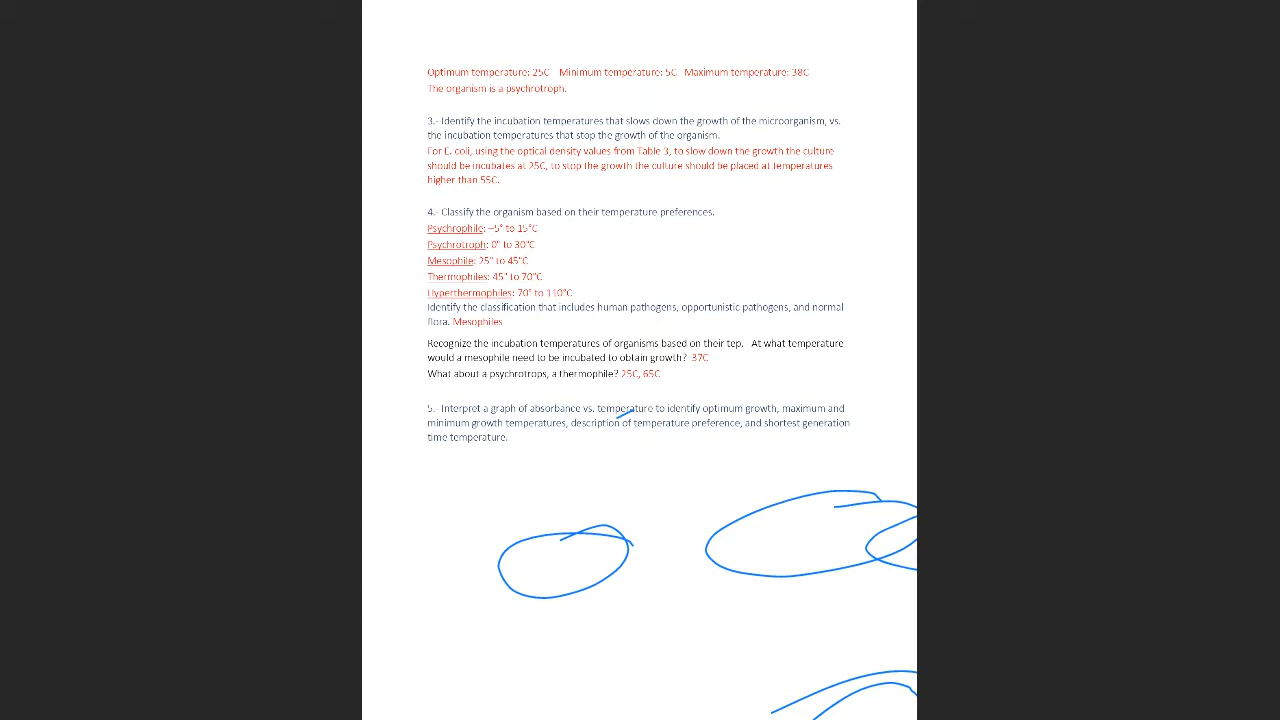 Optimum temperature: 25C    Minimum temperature: 5C   Maximum temperature: 38C
The organism is a psychrotroph.
3.- Identify the incubation temperatures that slows down the growth of the microorganism, vs.
the incubation temperatures that stop the growth of the organism.
For E. coli, using the optical density values from Table 3, to slow down the growth the culture
should be incubates at 25C, to stop the growth the culture should be placed at temperatures
higher than 55C.
4.- Classify the organism based on their temperature preferences.
Psychrophile: –5° to 15°C
Psychrotroph: 0° to 30°C
Mesophile: 25° to 45°C
Thermophiles: 45° to 70°C
Hyperthermophiles: 70° to 110°C
Identify the classification that includes human pathogens, opportunistic pathogens, and normal
flora. Mesophiles
Recognize the incubation temperatures of organisms based on their tep.   At what temperature
would a mesophile need to be incubated to obtain growth?  37C
What about a psychrotrops, a thermophile? 25C, 65C
5.- Interpret a graph of absorbance vs. temperature to identify optimum growth, maximum and
minimum growth temperatures, description of temperature preference, and shortest generation
time temperature.